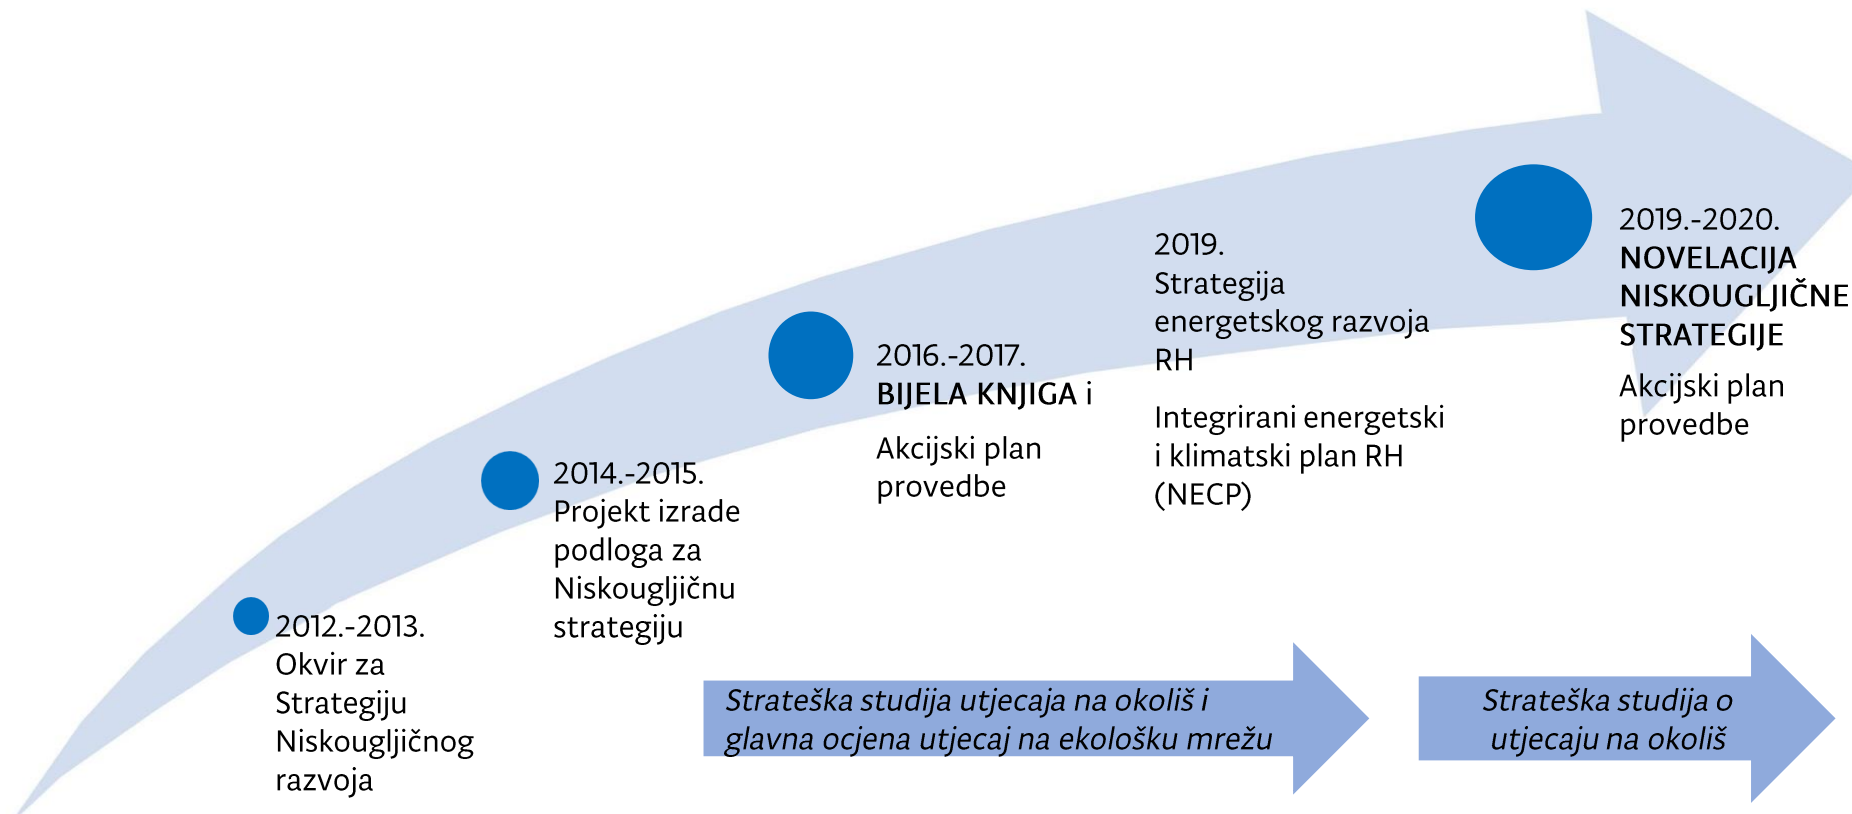 2012.-2013.
Okvir za
Strategiju
Niskougljičnog
razvoja
2014.-2015.
Projekt izrade
podloga za
Niskougljičnu
strategiju
2016.-2017.
BIJELA KNJIGA i
Akcijski plan
provedbe
2019.
Strategija
energetskog razvoja
RH
Integrirani energetski
i klimatski plan RH
(NECP)
2019.-2020.
NOVELACIJA
NISKOUGLJIČNE
STRATEGIJE
Akcijski plan
provedbe
Strateška studija utjecaja na okoliš i
glavna ocjena utjecaj na ekološku mrežu
Strateška studija o
utjecaju na okoliš